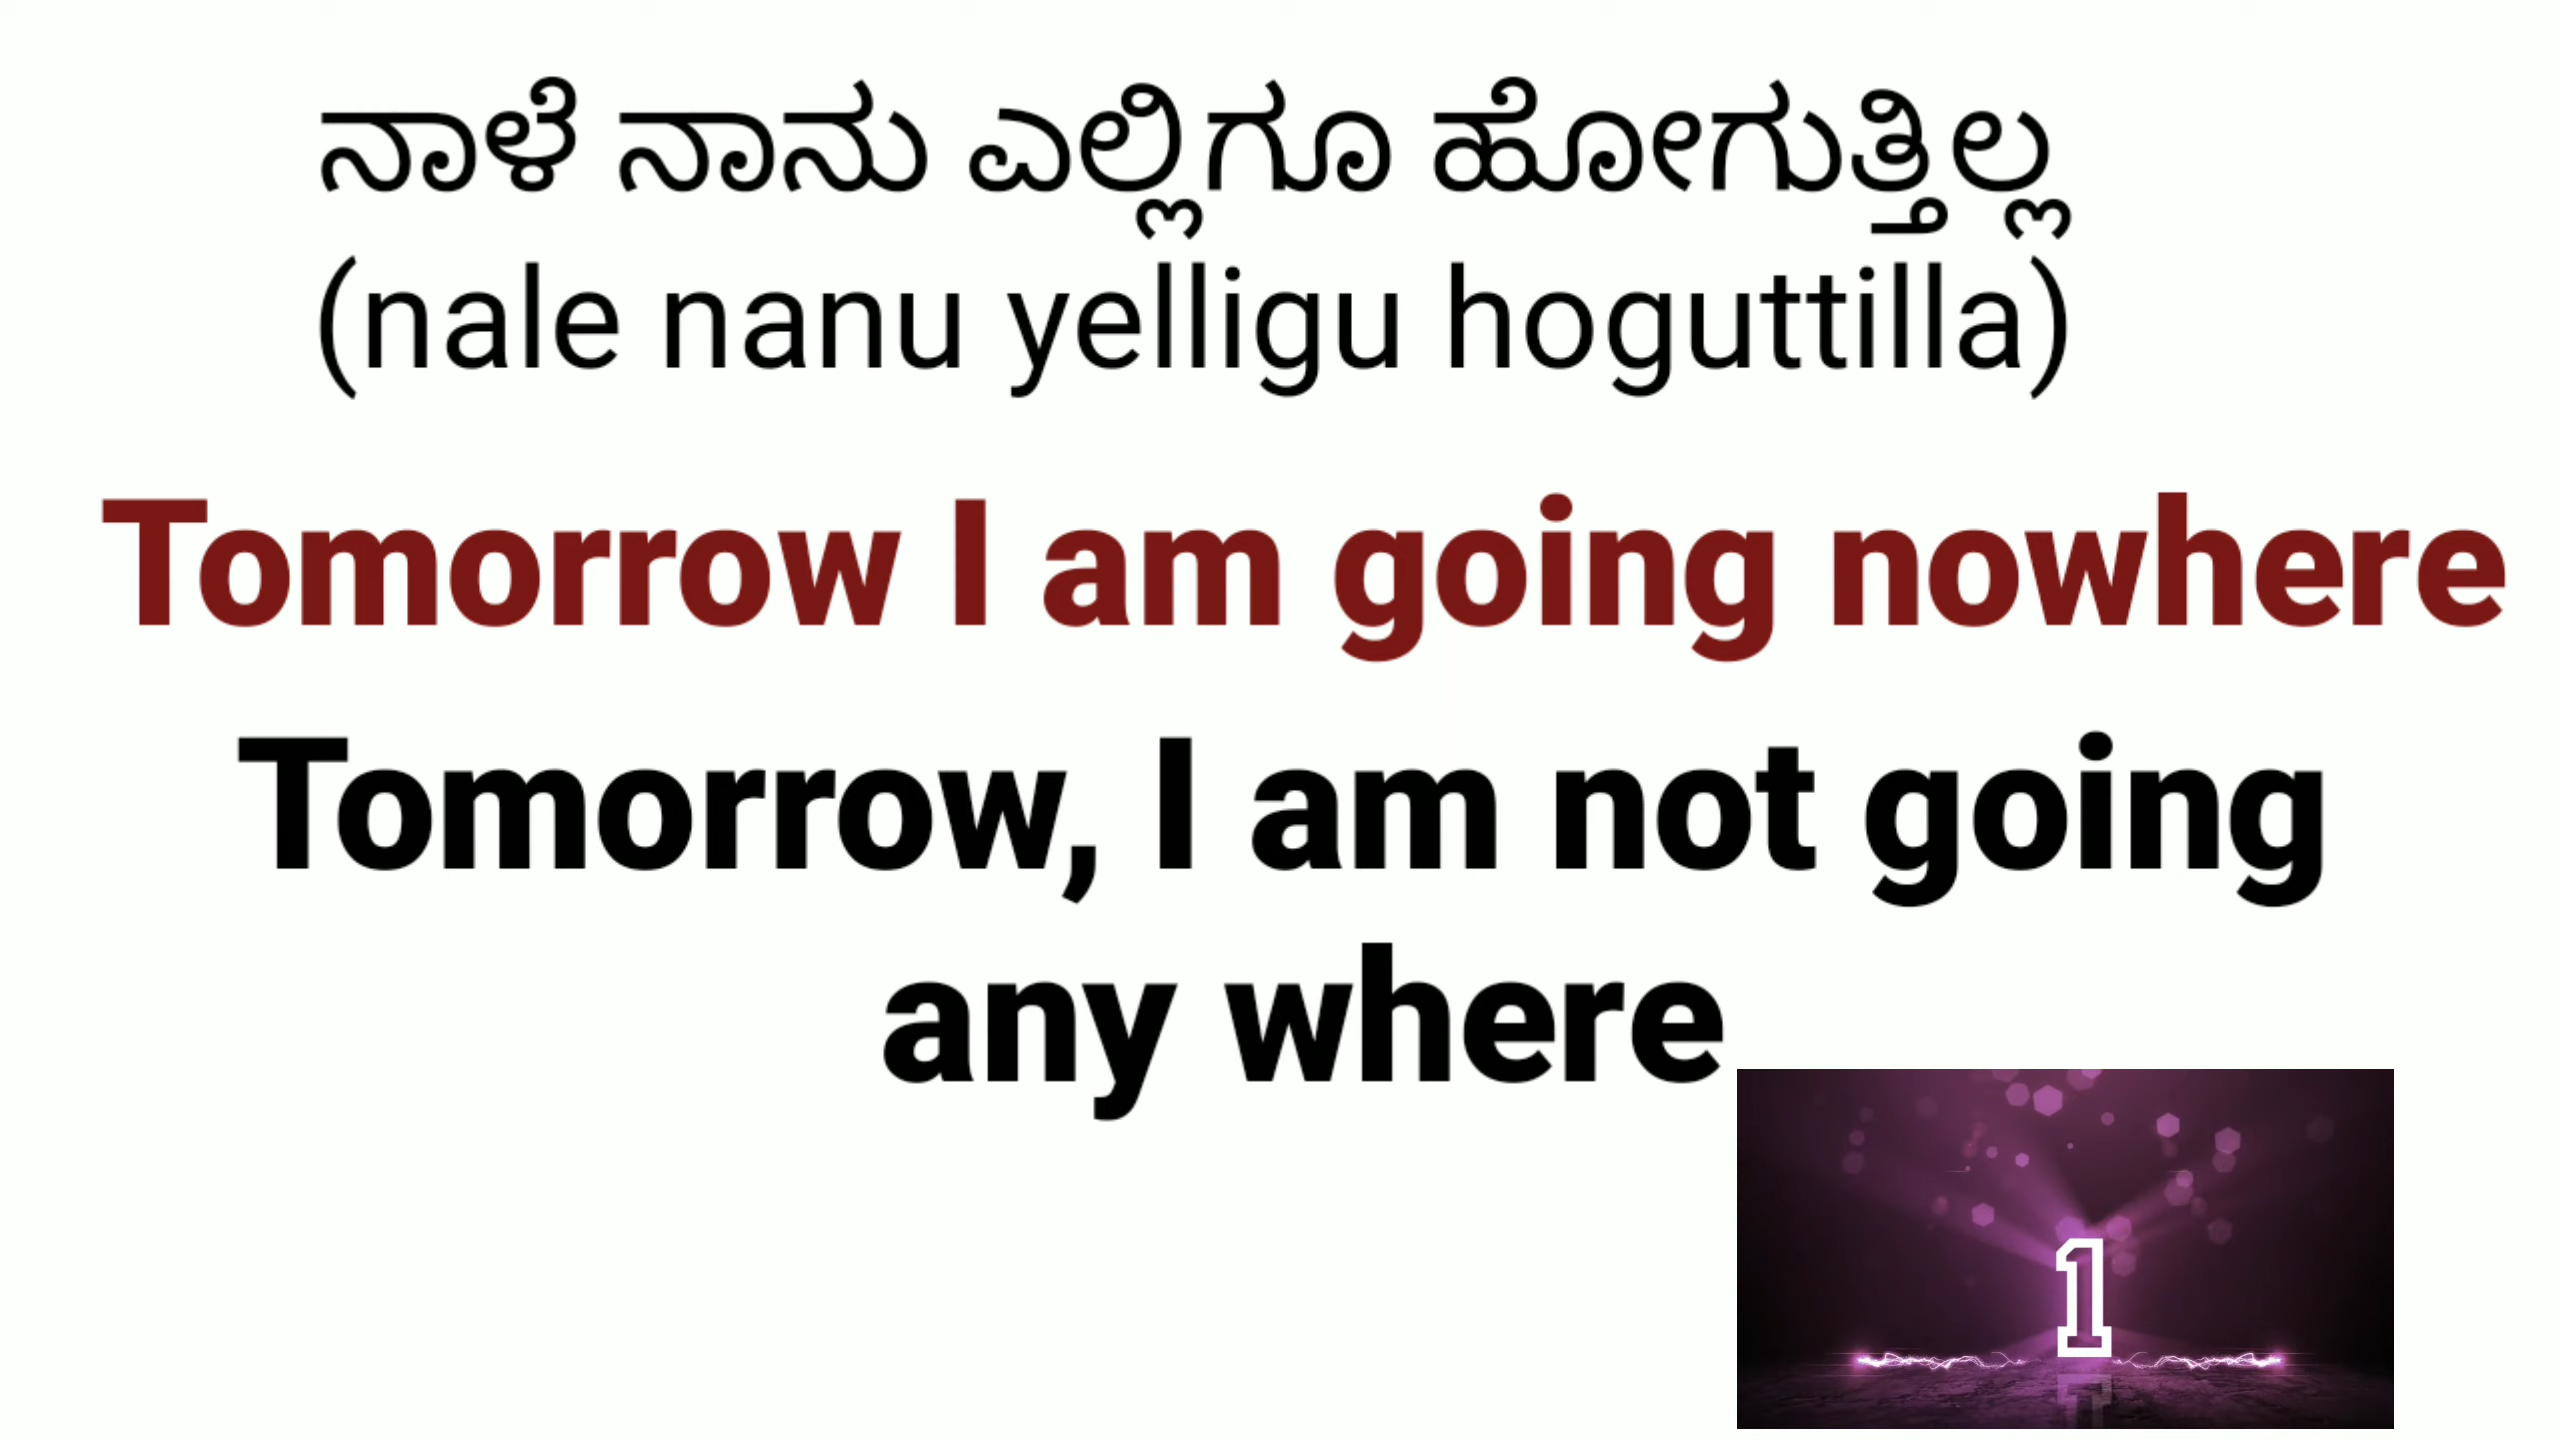 ನಾಳೆ ನಾನು ಎಲ್ಲಿಗೂ ಹೋಗುತ್ತಿಲ್ಲ
(nale nanu yelligu hoguttilla)
Tomorrow I am going nowhere
Tomorrow, I am not going
any where
1